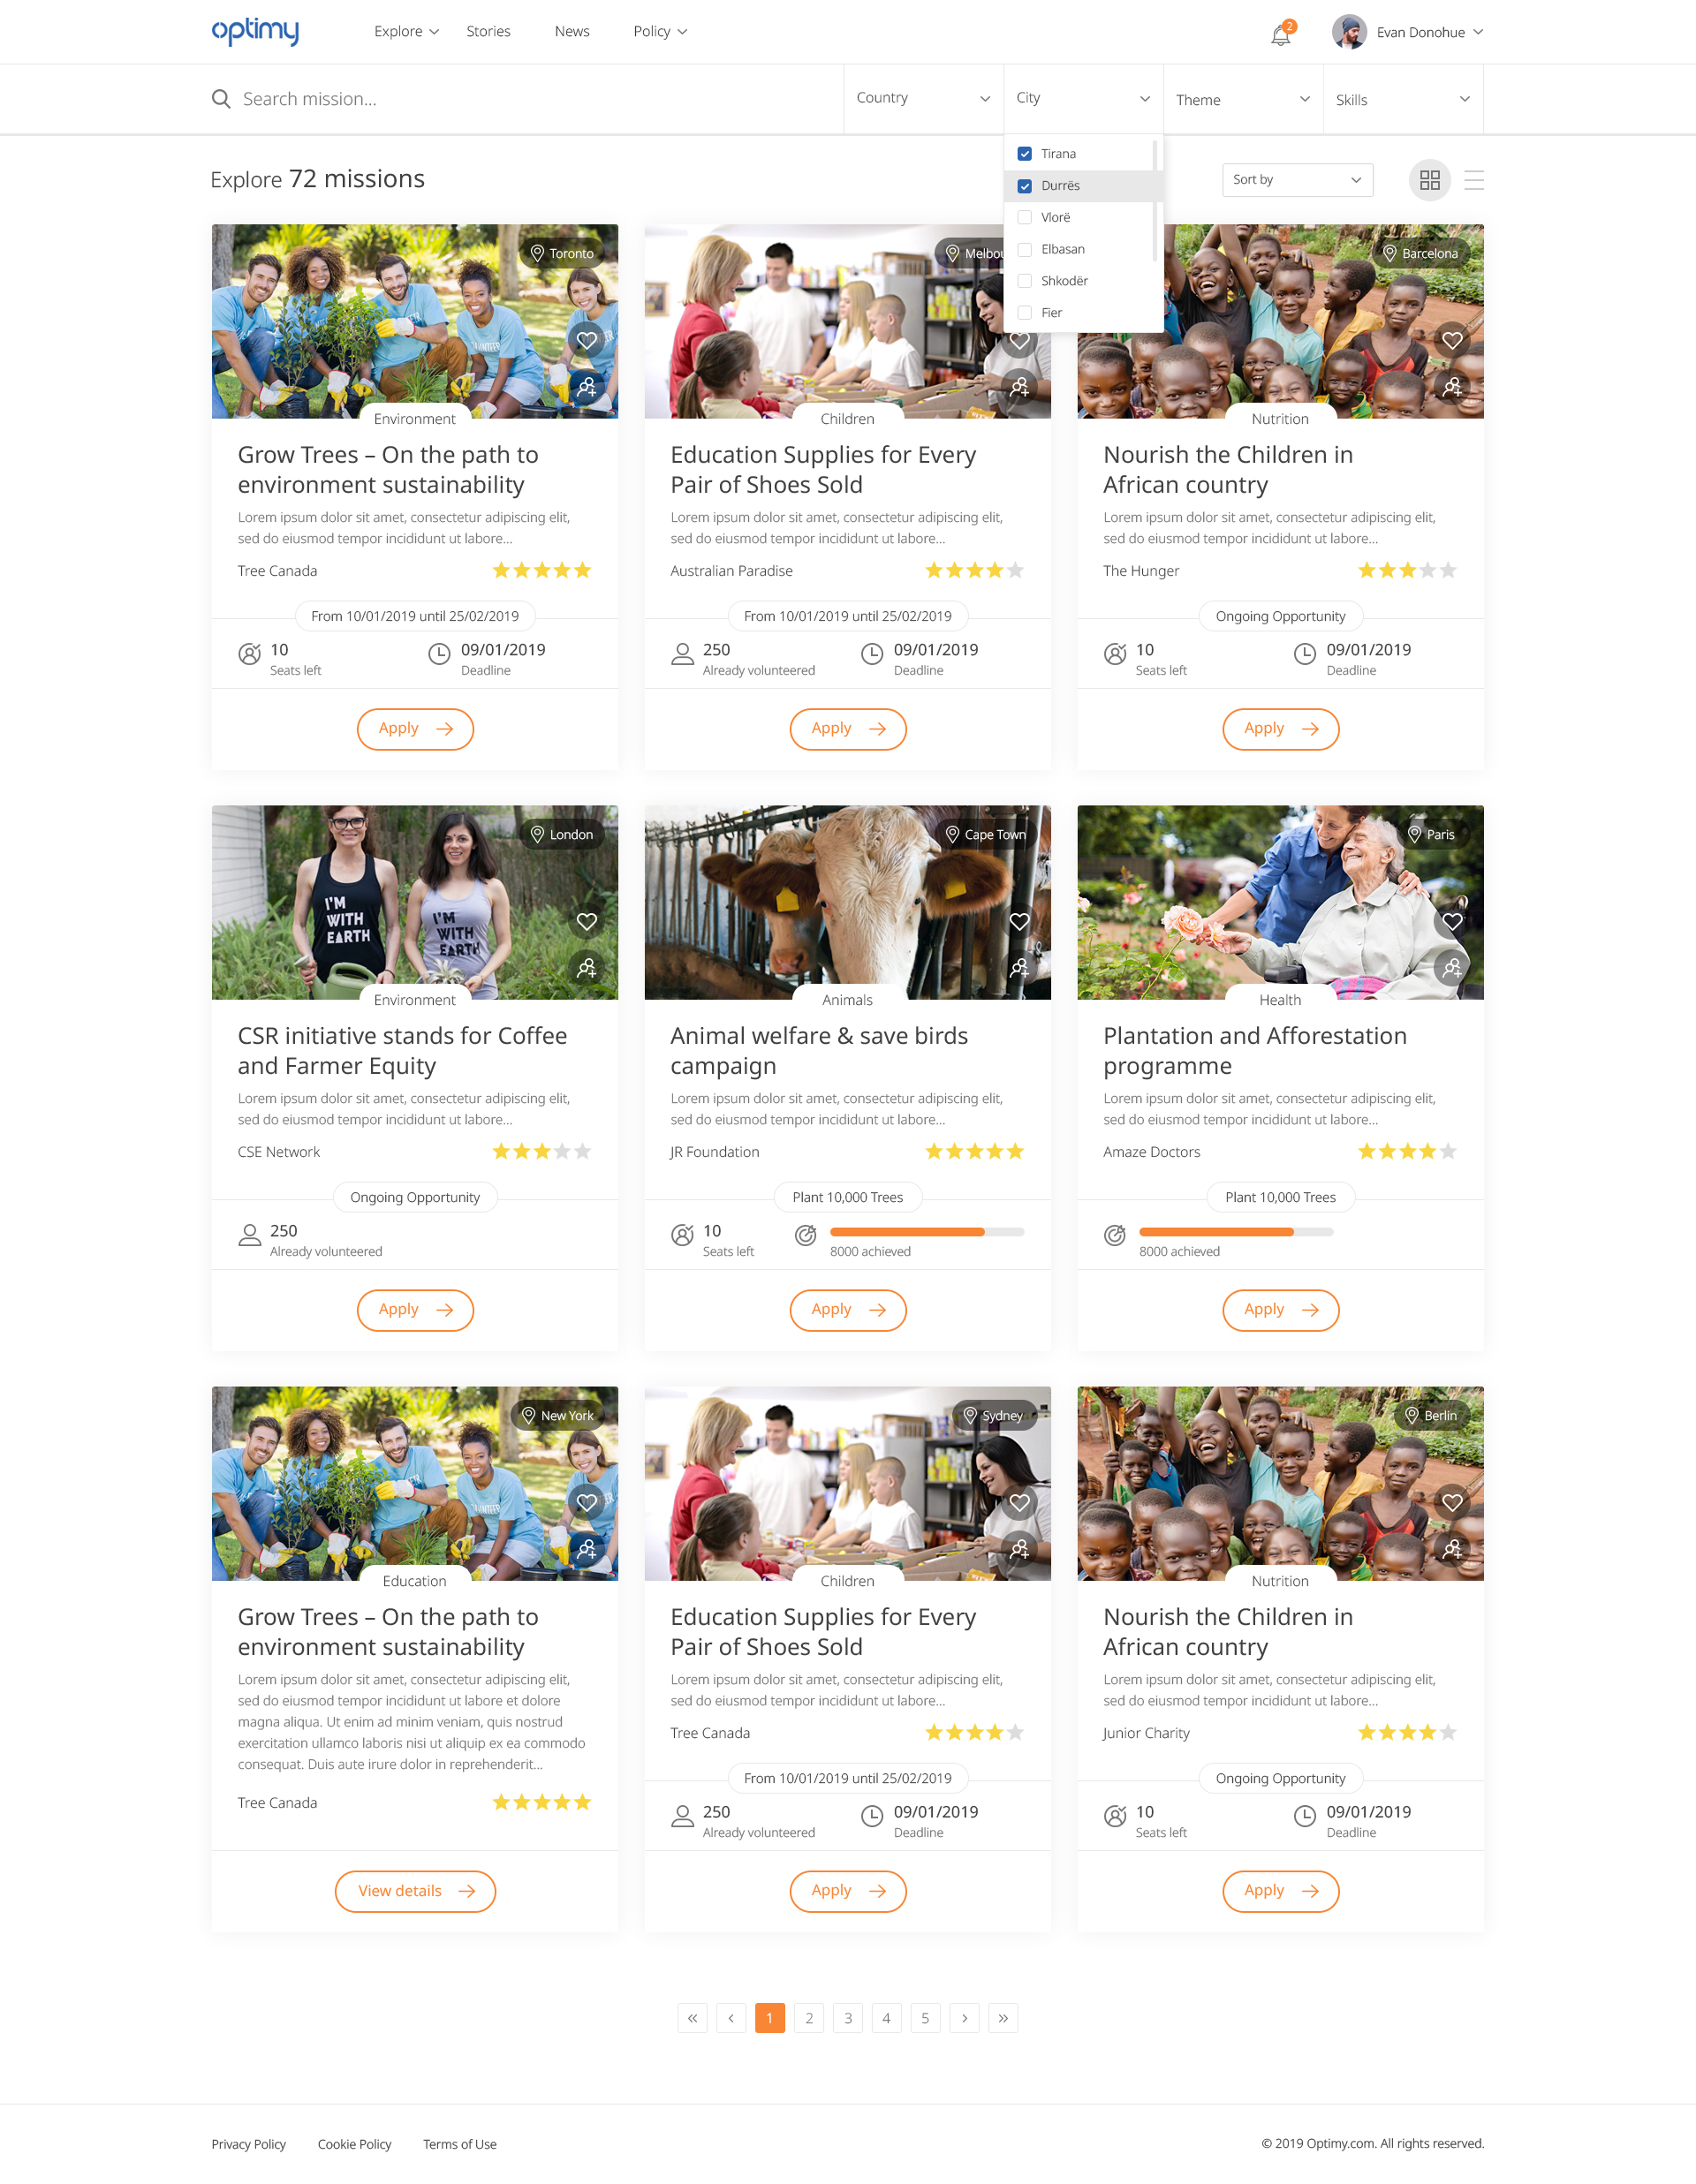 optimy
Explore
Stories
News
Policy
2
Evan Donohue
Search mission...
Country
City
Theme
Skills
Tirana
Durrës
Vlorë
Elbasan
Shkodër
Fier
Explore 72 missions
Sort by
Toronto
Barcelona
Environment
Children
Nutrition
Grow Trees – On the path to
environment sustainability
Lorem ipsum dolor sit amet, consectetur adipiscing elit,
sed do eiusmod tempor incididunt ut labore...
Tree Canada
From 10/01/2019 until 25/02/2019
10
Seats left
09/01/2019
Deadline
Apply
Education Supplies for Every
Pair of Shoes Sold
Lorem ipsum dolor sit amet, consectetur adipiscing elit,
sed do eiusmod tempor incididunt ut labore...
Australian Paradise
From 10/01/2019 until 25/02/2019
250
Already volunteered
09/01/2019
Deadline
Apply
Nourish the Children in
African country
Lorem ipsum dolor sit amet, consectetur adipiscing elit,
sed do eiusmod tempor incididunt ut labore...
The Hunger
Ongoing Opportunity
10
Seats left
09/01/2019
Deadline
Apply
London
I'M
WITH
EARTH
I'M
WITH
EARTH
Environment
CSR initiative stands for Coffee
and Farmer Equity
Lorem ipsum dolor sit amet, consectetur adipiscing elit,
sed do eiusmod tempor incididunt ut labore...
CSE Network
Ongoing Opportunity
250
Already volunteered
Apply
Cape Town
Animals
Animal welfare & save birds
campaign
Lorem ipsum dolor sit amet, consectetur adipiscing elit,
sed do eiusmod tempor incididunt ut labore...
JR Foundation
Plant 10,000 Trees
10
Seats left
8000 achieved
Apply
Paris
Health
Plantation and Afforestation
programme
Lorem ipsum dolor sit amet, consectetur adipiscing elit,
sed do eiusmod tempor incididunt ut labore...
Amaze Doctors
Plant 10,000 Trees
8000 achieved
Apply
New York
Education
Grow Trees – On the path to
environment sustainability
Lorem ipsum dolor sit amet, consectetur adipiscing elit,
sed do eiusmod tempor incididunt ut labore et dolore
magna aliqua. Ut enim ad minim veniam, quis nostrud
exercitation ullamco laboris nisi ut aliquip ex ea commodo
consequat. Duis aute irure dolor in reprehenderit...
Tree Canada
View details
Sydney
Children
Education Supplies for Every
Pair of Shoes Sold
Lorem ipsum dolor sit amet, consectetur adipiscing elit,
sed do eiusmod tempor incididunt ut labore...
Tree Canada
From 10/01/2019 until 25/02/2019
250
Already volunteered
09/01/2019
Deadline
Apply
Berlin
Nutrition
Nourish the Children in
African country
Lorem ipsum dolor sit amet, consectetur adipiscing elit,
sed do eiusmod tempor incididunt ut labore...
Junior Charity
Ongoing Opportunity
10
Seats left
09/01/2019
Deadline
Apply
« ‹ 1 2 3 4 5 › »
Privacy Policy
Cookie Policy
Terms of Use
© 2019 Optimy.com. All rights reserved.